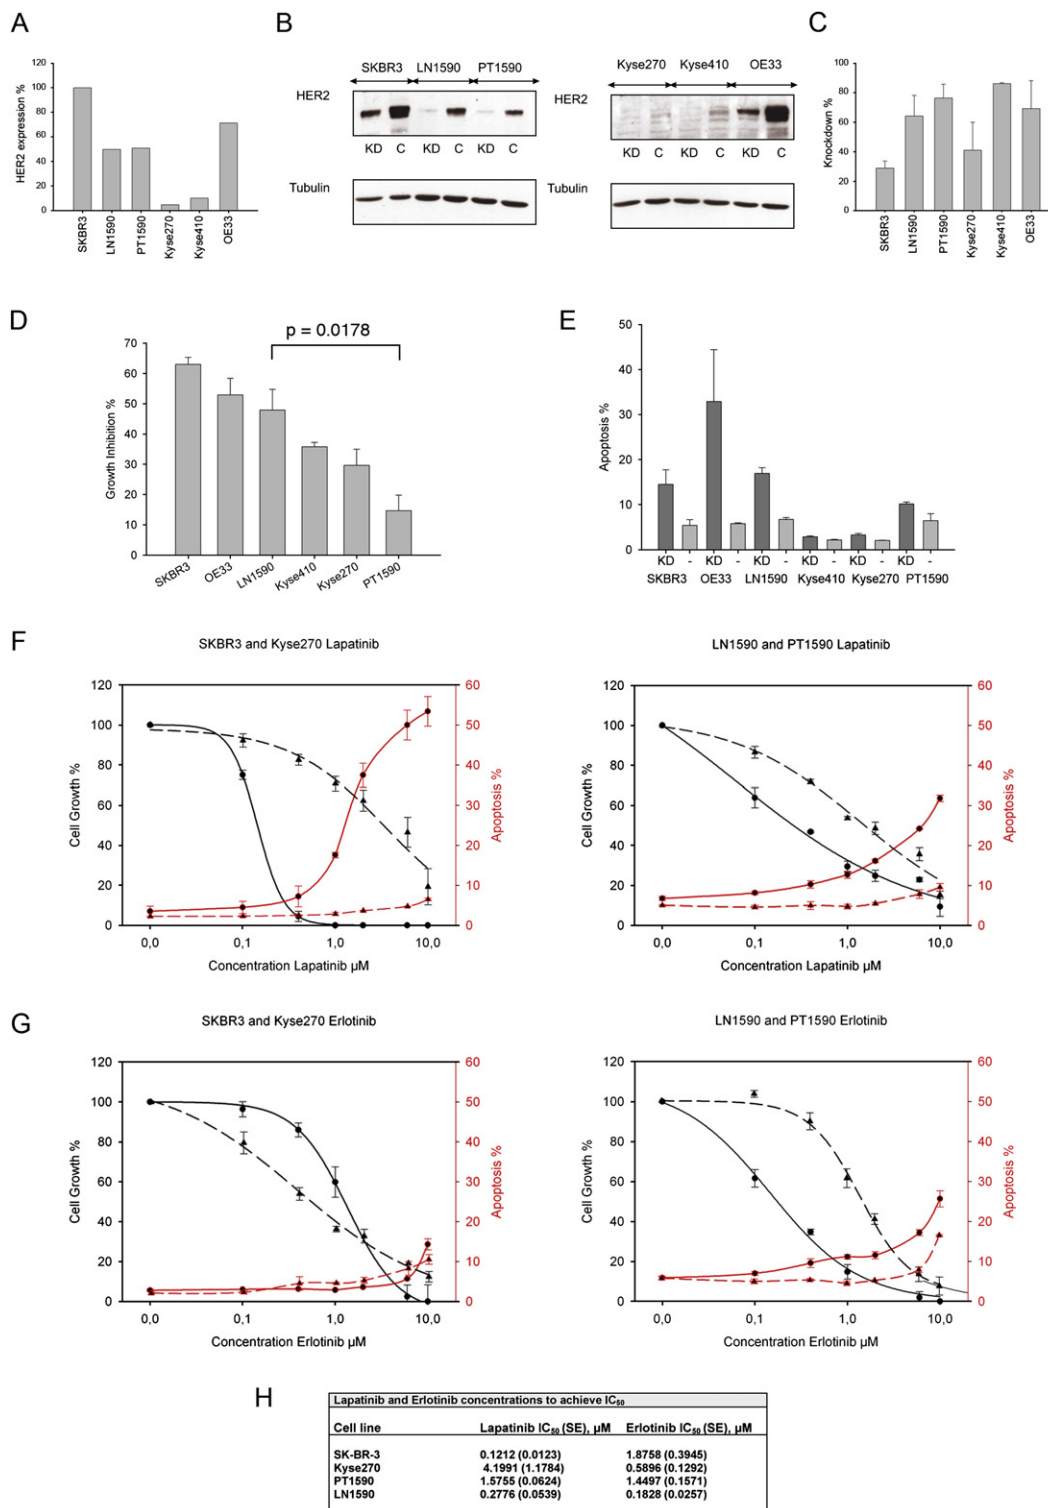 A
HER2 expression %
120
100
80
60
40
20
0
SKBR3
LN1590
PT1590
Kyse270
Kyse410
OE33
B
SKBR3 LN1590 PT1590
HER2
KD C KD C KD C
Tubulin
Kyse270 Kyse410 OE33
HER2
KD C KD C KD C
Tubulin
C
Knockdown %
100
80
60
40
20
0
SKBR3
LN1590
PT1590
Kyse270
Kyse410
OE33
D
p = 0.0178
Growth Inhibition %
70
60
50
40
30
20
10
0
SKBR3
OE33
LN1590
Kyse410
Kyse270
PT1590
E
Apoptosis %
50
40
30
20
10
0
KD - KD - KD - KD - KD - KD -
SKBR3 OE33 LN1590 Kyse410 Kyse270 PT1590
F
SKBR3 and Kyse270 Lapatinib
Cell Growth %
120
100
80
60
40
20
0
Apoptosis %
60
50
40
30
20
10
0
0,0 0,1 1,0 10,0
Concentration Lapatinib µM
LN1590 and PT1590 Lapatinib
Cell Growth %
120
100
80
60
40
20
0
Apoptosis %
60
50
40
30
20
10
0
0,0 0,1 1,0 10,0
Concentration Lapatinib µM
G
SKBR3 and Kyse270 Erlotinib
Cell Growth %
120
100
80
60
40
20
0
Apoptosis %
60
50
40
30
20
10
0
0,0 0,1 1,0 10,0
Concentration Erlotinib µM
LN1590 and PT1590 Erlotinib
Cell Growth %
120
100
80
60
40
20
0
Apoptosis %
60
50
40
30
20
10
0
0,0 0,1 1,0 10,0
Concentration Erlotinib µM
H
Lapatinib and Erlotinib concentrations to achieve IC50
Cell line Lapatinib IC50 (SE), µM Erlotinib IC50 (SE), µM
SK-BR-3 0.1212 (0.0123) 1.8758 (0.3945)
Kyse270 4.1991 (1.1784) 0.5896 (0.1292)
PT1590 1.5755 (0.0624) 1.4497 (0.1571)
LN1590 0.2776 (0.0539) 0.1828 (0.0257)